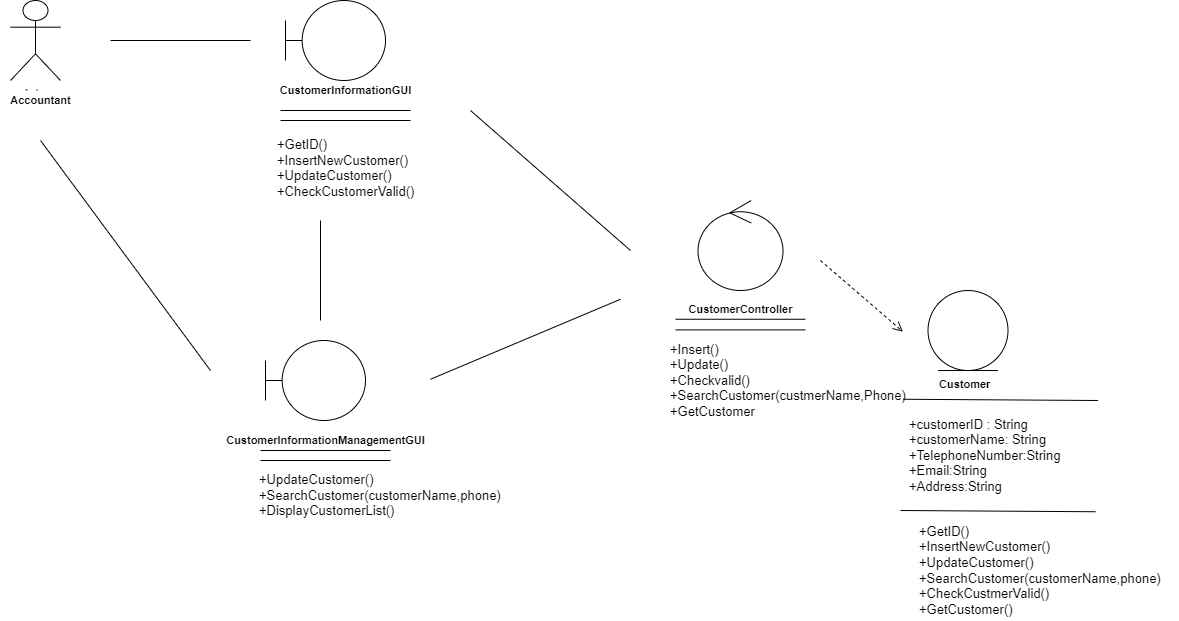 Accountant
CustomerInformationGUI
+GetID()
+InsertNewCustomer()
+UpdateCustomer()
+CheckCustomerValid()
CustomerInformationManagementGUI
+UpdateCustomer()
+SearchCustomer(customerName,phone)
+DisplayCustomerList()
CustomerController
+Insert()
+Update()
+Checkvalid()
+SearchCustomer(custmerName,Phone)
+GetCustomer
Customer
+customerID : String
+customerName: String
+TelephoneNumber:String
+Email:String
+Address:String
+GetID()
+InsertNewCustomer()
+UpdateCustomer()
+SearchCustomer(customerName,phone)
+CheckCustmerValid()
+GetCustomer()